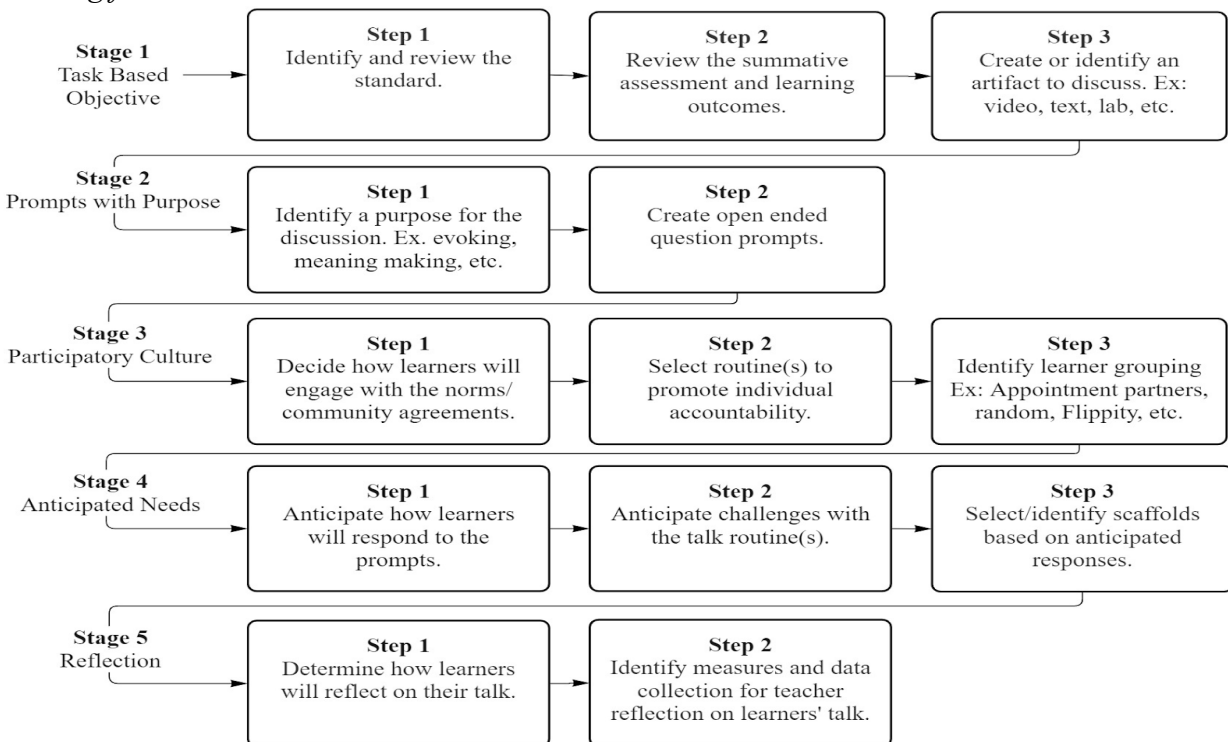 Stage 1
Task Based
Objective
Step 1
Identify and review the
standard.
Step 2
Review the summative
assessment and learning
outcomes.
Step 3
Create or identify an
artifact to discuss. Ex:
video, text, lab, etc.
Stage 2
Prompts with Purpose
Step 1
Identify a purpose for the
discussion. Ex. evoking,
meaning making, etc.
Step 2
Create open ended
question prompts.
Stage 3
Participatory Culture
Step 1
Decide how learners will
engage with the norms/
community agreements.
Step 2
Select routine(s) to
promote individual
accountability.
Step 3
Identify learner grouping
Ex: Appointment partners,
random, Flippity, etc.
Stage 4
Anticipated Needs
Step 1
Anticipate how learners
will respond to the
prompts.
Step 2
Anticipate challenges with
the talk routine(s).
Step 3
Select/identify scaffolds
based on anticipated
responses.
Stage 5
Reflection
Step 1
Determine how learners
will reflect on their talk.
Step 2
Identify measures and data
collection for teacher
reflection on learners' talk.